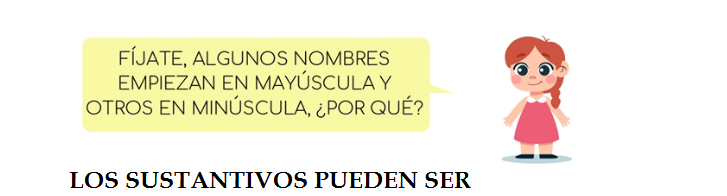 FÍJATE, ALGUNOS NOMBRES
EMPIEZAN EN MAYÚSCULA Y
OTROS EN MINÚSCULA, ¿POR QUÉ?
LOS SUSTANTIVOS PUEDEN SER